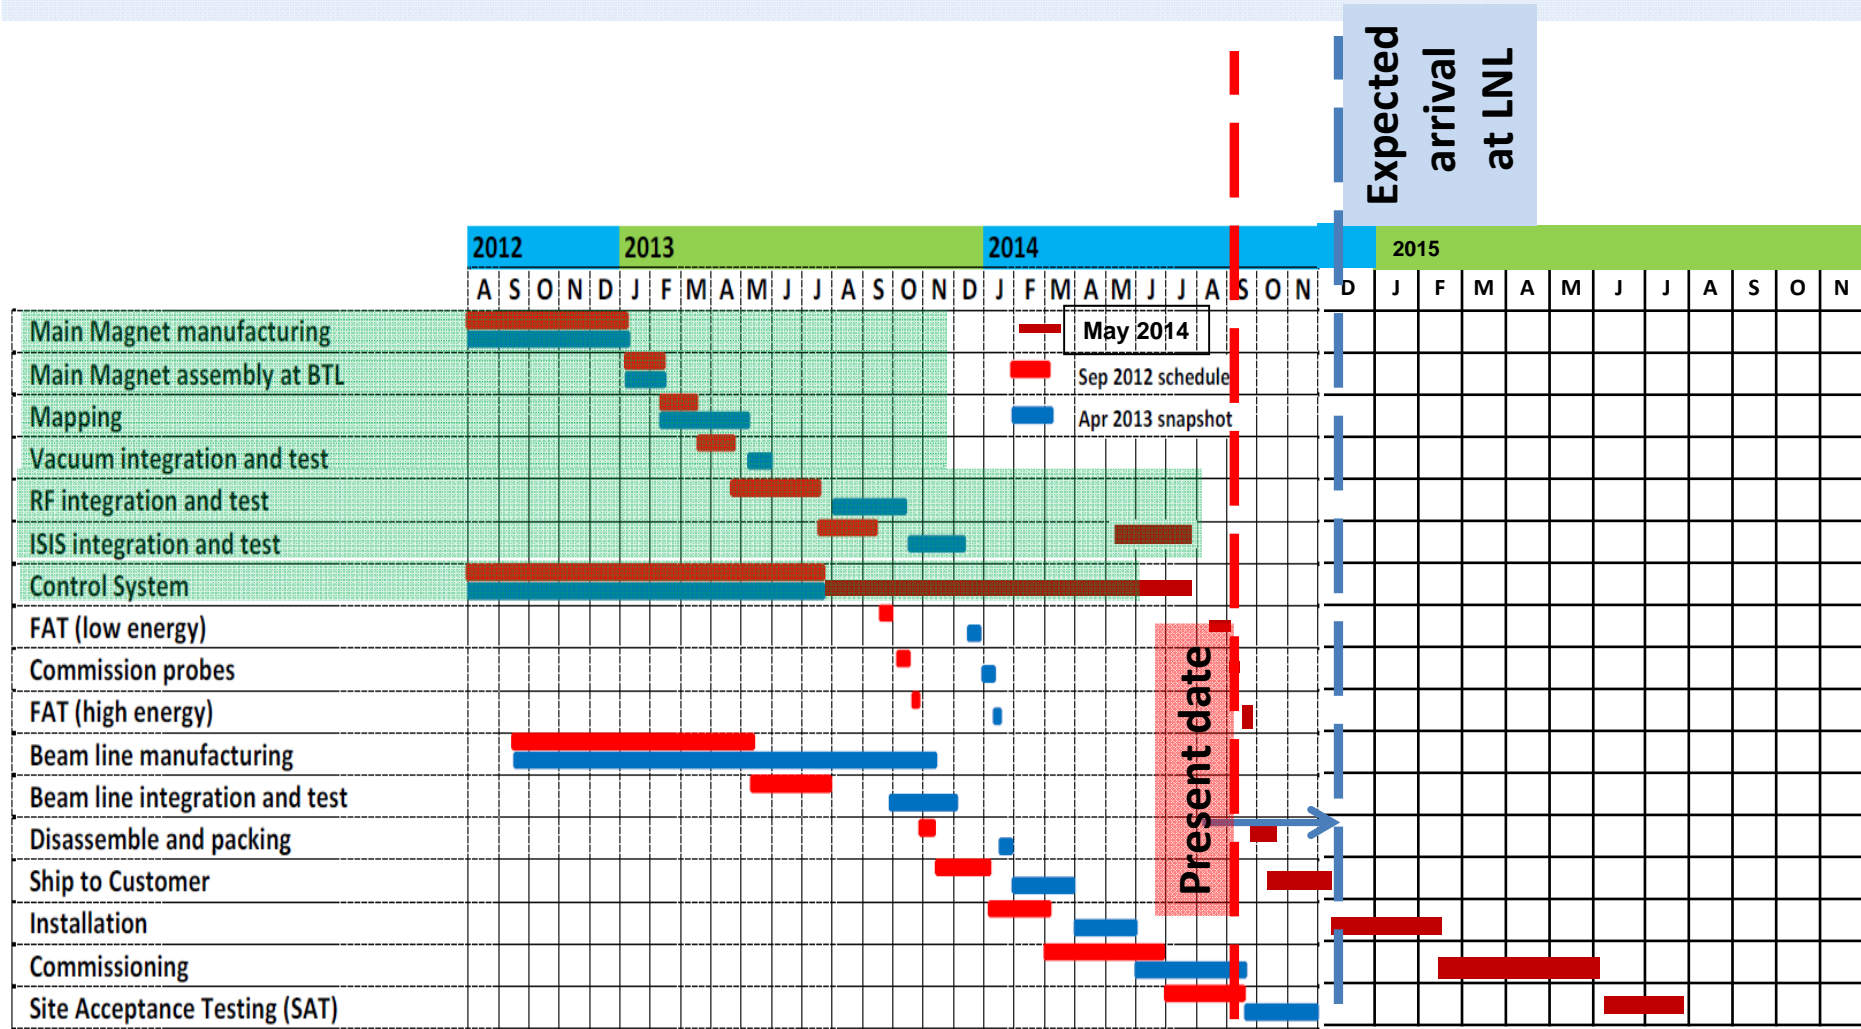 Expected
arrival
at LNL
2012 2013 2014 2015
A S O N D J F M A M J J A S O N D J F M A M J J A S O N D J F M A M J J A S O N
Main Magnet manufacturing
May 2014
Main Magnet assembly at BTL
Sep 2012 schedule
Mapping
Apr 2013 snapshot
Vacuum integration and test
RF integration and test
ISIS integration and test
Control System
FAT (low energy)
Commission probes
FAT (high energy)
Beam line manufacturing
Beam line integration and test
Disassemble and packing
Ship to Customer
Installation
Commissioning
Site Acceptance Testing (SAT)
Present date